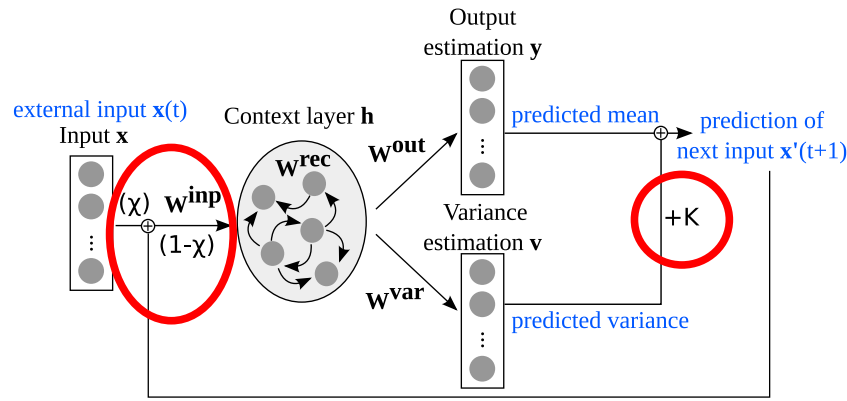 external input x(t)
Input x
(χ)
W^inp
(1-χ)
Context layer h
W^rec
W^out
W^var
Output
estimation y
predicted mean
prediction of
next input x'(t+1)
+K
Variance
estimation v
predicted variance